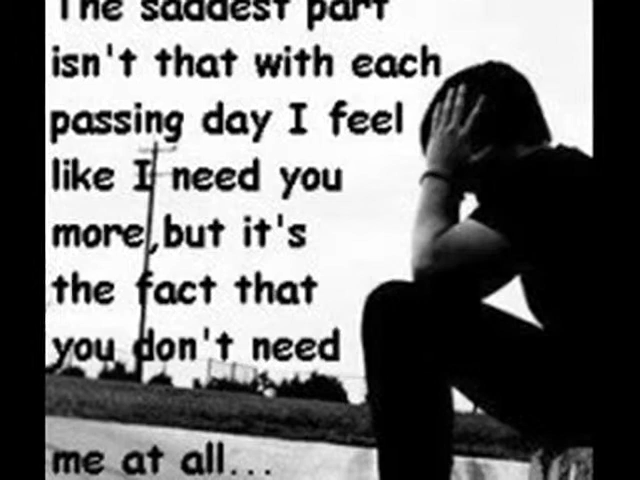 The saddest part
isn't that with each
passing day I feel
like I need you
more,but it's
the fact that
you don't need
me at all...